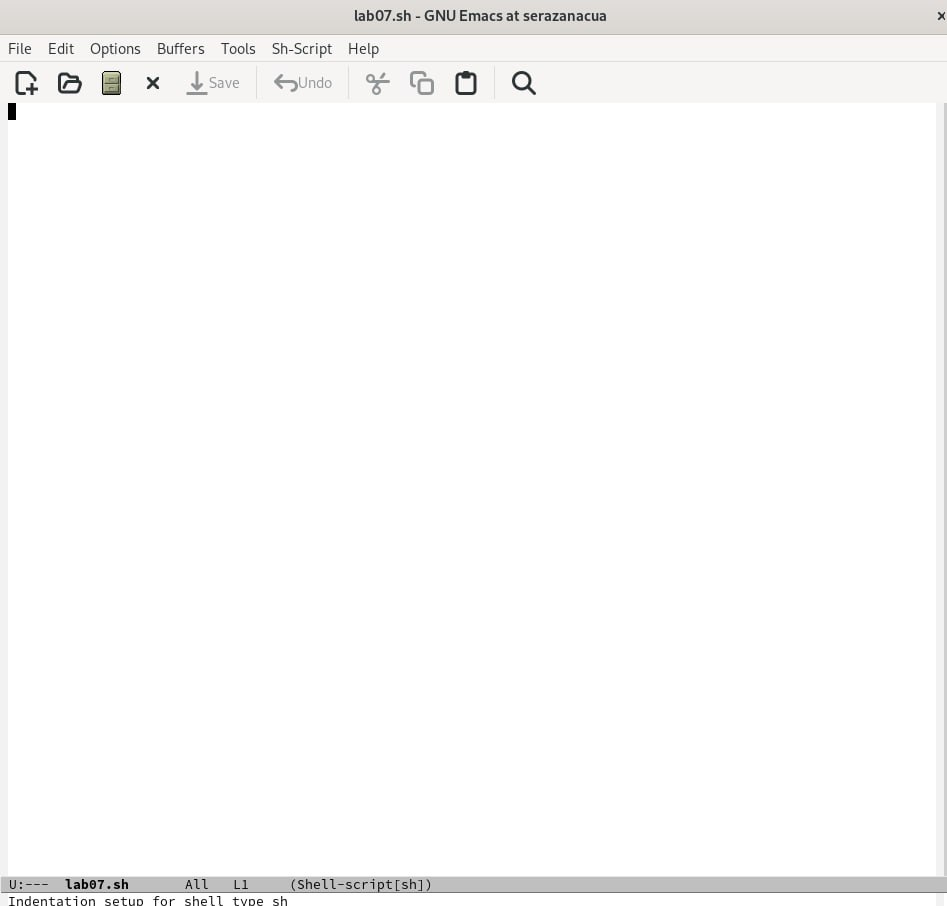 lab07.sh - GNU Emacs at serazanacua
File Edit Options Buffers Tools Sh-Script Help
Save Undo
U:--- lab07.sh All L1 (Shell-script[sh])
Indentation setup for shell type sh